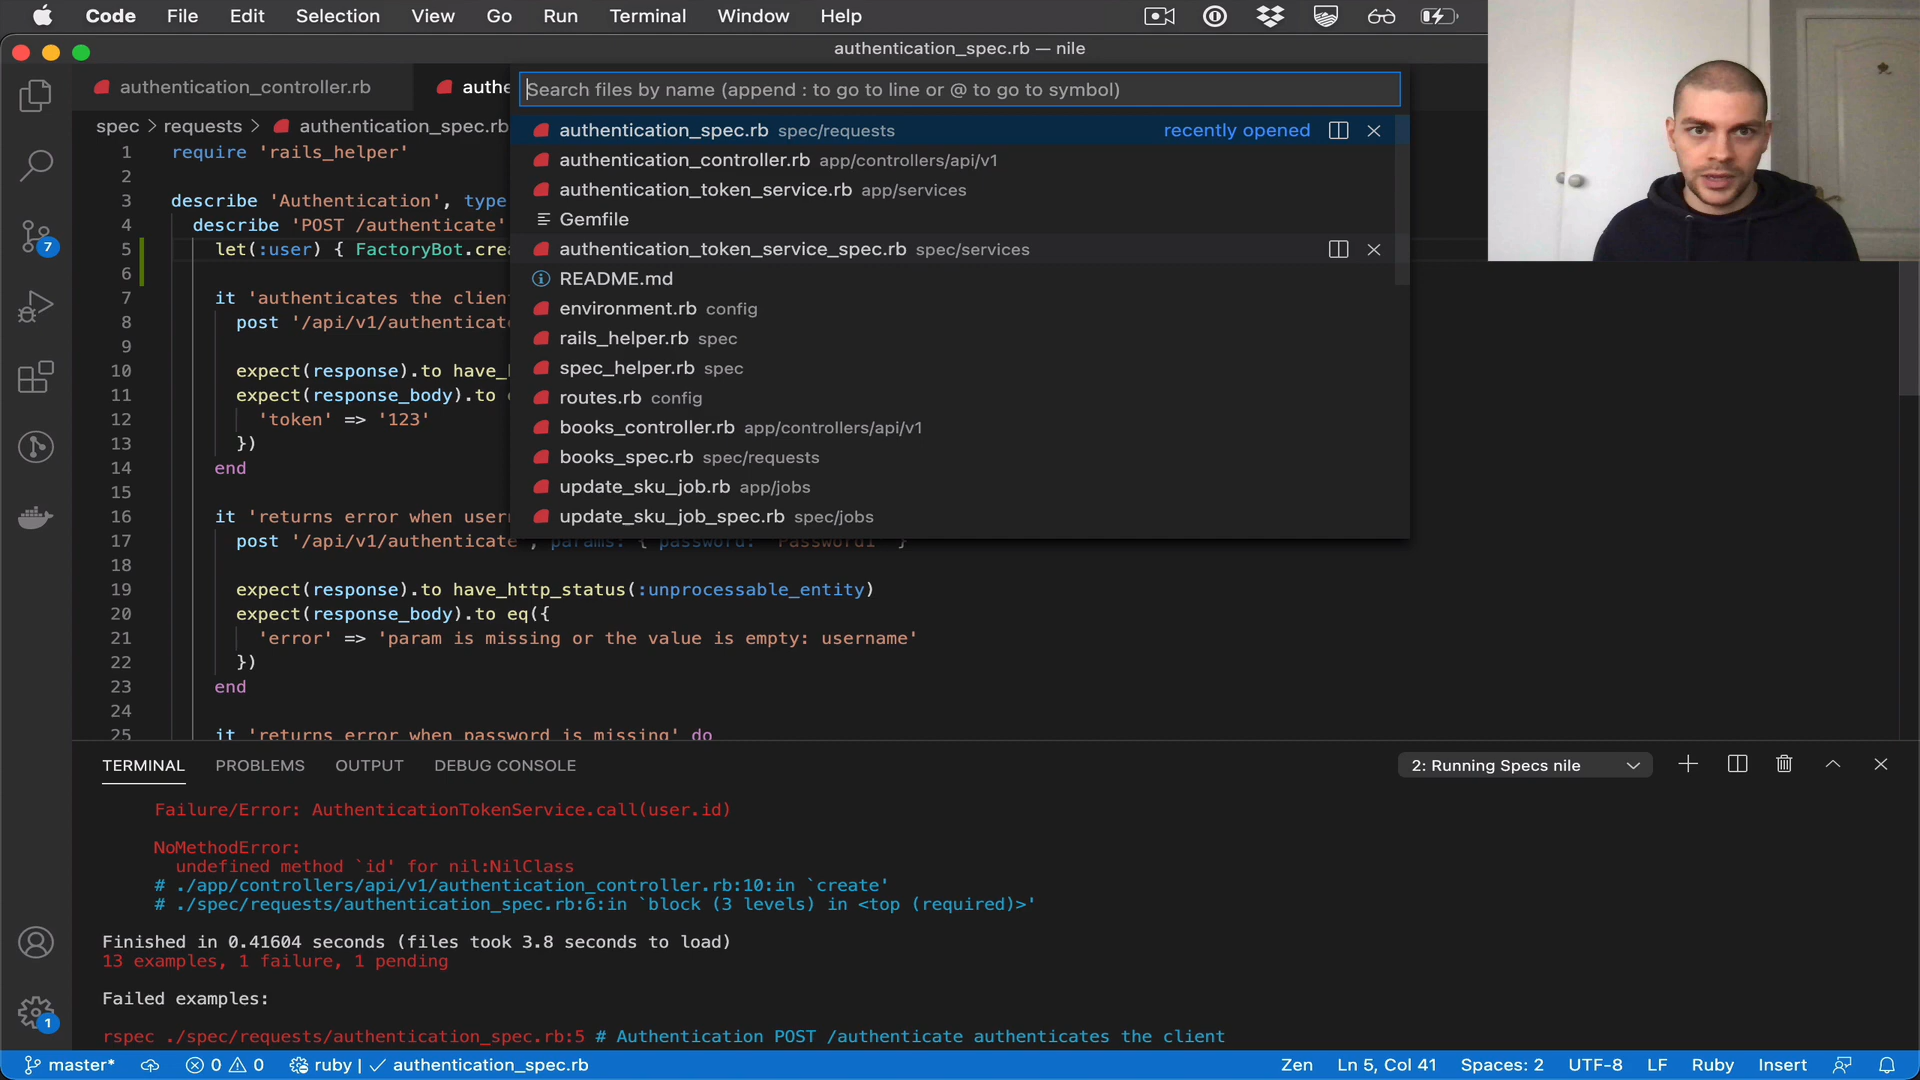 Code File Edit Selection View Go Run Terminal Window Help
authentication_spec.rb — nile
authentication_controller.rb
authe
Search files by name (append : to go to line or @ to go to symbol)
spec > requests > authentication_spec.rb
authentication_spec.rb spec/requests recently opened
authentication_controller.rb app/controllers/api/v1
authentication_token_service.rb app/services
Gemfile
authentication_token_service_spec.rb spec/services
README.md
environment.rb config
rails_helper.rb spec
spec_helper.rb spec
routes.rb config
books_controller.rb app/controllers/api/v1
books_spec.rb spec/requests
update_sku_job.rb app/jobs
update_sku_job_spec.rb spec/jobs
1 require 'rails_helper'
2
3 describe 'Authentication', type
4 describe 'POST /authenticate'
5 let(:user) { FactoryBot.crea
6
7 it 'authenticates the client
8 post '/api/v1/authenticate
9
10 expect(response).to have_h
11 expect(response_body).to e
12 'token' => '123'
13 })
14 end
15
16 it 'returns error when usern
17 post '/api/v1/authenticate', params: { password: 'Password1' }
18
19 expect(response).to have_http_status(:unprocessable_entity)
20 expect(response_body).to eq({
21 'error' => 'param is missing or the value is empty: username'
22 })
23 end
24
25 it 'returns error when password is missing' do
7
1
TERMINAL PROBLEMS OUTPUT DEBUG CONSOLE 2: Running Specs nile
Failure/Error: AuthenticationTokenService.call(user.id)
NoMethodError:
undefined method `id' for nil:NilClass
# ./app/controllers/api/v1/authentication_controller.rb:10:in `create'
# ./spec/requests/authentication_spec.rb:6:in `block (3 levels) in <top (required)>'
Finished in 0.41604 seconds (files took 3.8 seconds to load)
13 examples, 1 failure, 1 pending
Failed examples:
rspec ./spec/requests/authentication_spec.rb:5 # Authentication POST /authenticate authenticates the client
master* 0 0 ruby | ✓ authentication_spec.rb Zen Ln 5, Col 41 Spaces: 2 UTF-8 LF Ruby Insert